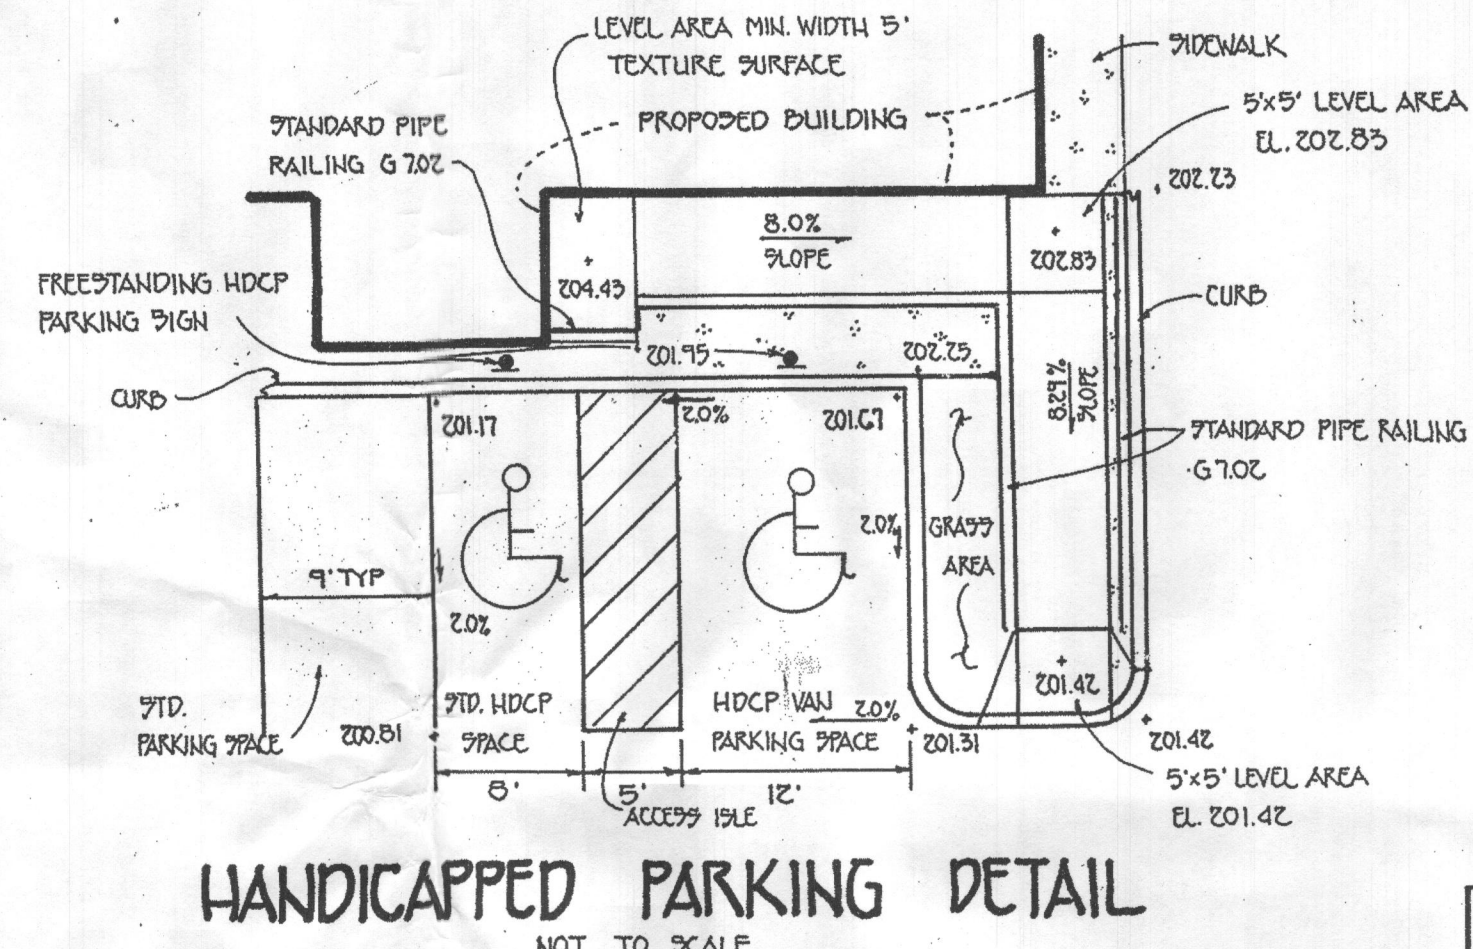 LEVEL AREA MIN. WIDTH 5'
TEXTURE SURFACE
SIDEWALK
5'x5' LEVEL AREA
EL. 202.83
PROPOSED BUILDING
STANDARD PIPE
RAILING G 7.02
202.23
8.0%
SLOPE
202.83
204.43
FREESTANDING HDCP
PARKING SIGN
CURB
201.95
202.25
CURB
8.29%
SLOPE
201.17
2.0%
201.67
STANDARD PIPE RAILING
G 7.02
2.0%
GRASS
AREA
9' TYP
2.0%
201.42
STD.
PARKING SPACE
200.81
STD. HDCP
SPACE
HDCP VAN
PARKING SPACE
2.0%
201.31
201.42
8'
5'
12'
ACCESS ISLE
5'x5' LEVEL AREA
EL. 201.42
HANDICAPPED PARKING DETAIL
NOT TO SCALE